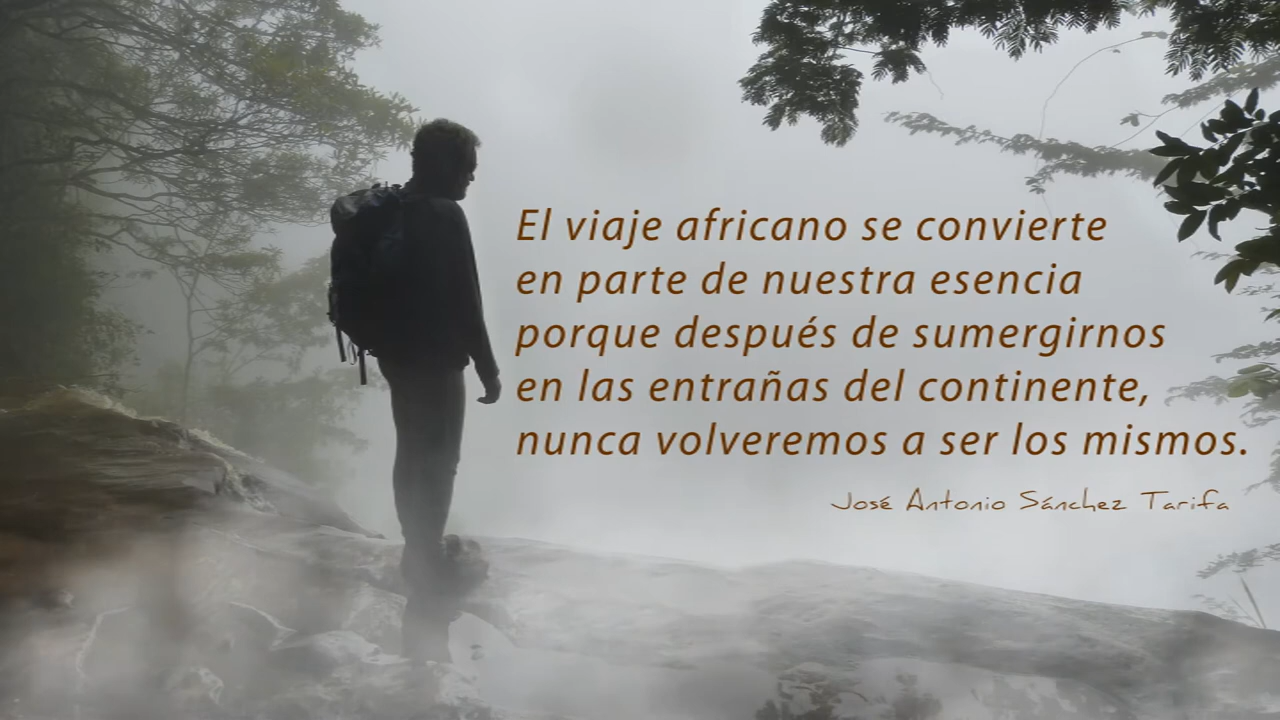 El viaje africano se convierte
en parte de nuestra esencia
porque después de sumergirnos
en las entrañas del continente,
nunca volveremos a ser los mismos.
José Antonio Sánchez Tarifa